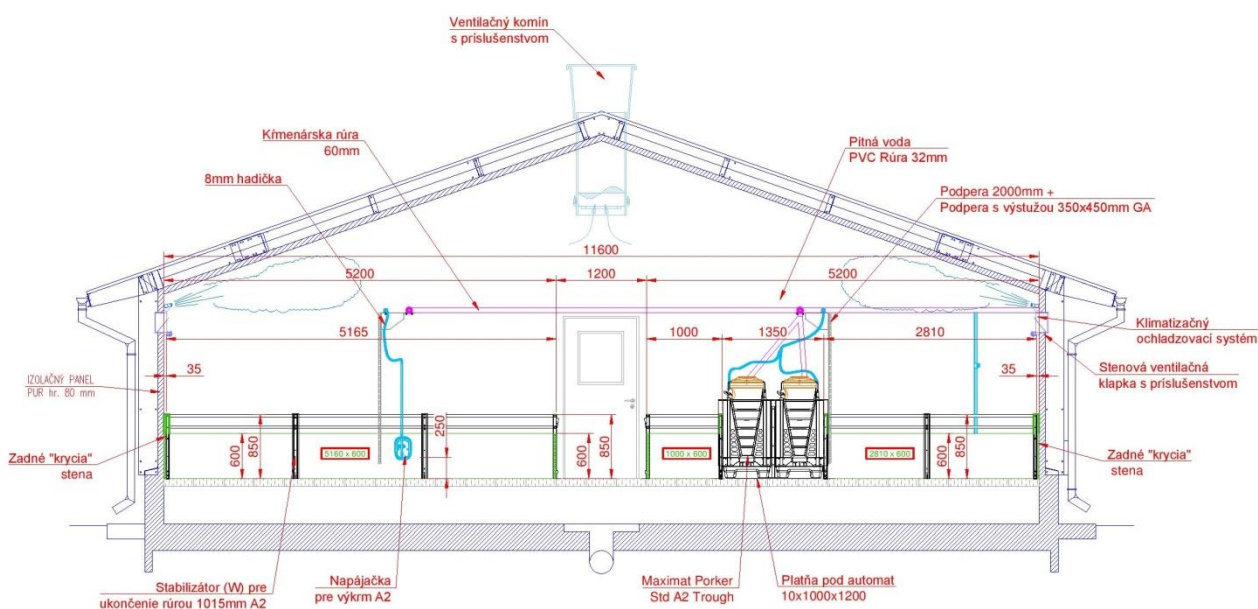 Ventilačný komín
s príslušenstvom
Kŕmenárska rúra
60mm
Pitná voda
PVC Rúra 32mm
8mm hadička
Podpera 2000mm +
Podpera s výstužou 350x450mm GA
11600
5200
1200
5200
5165
1000
1350
2810
Klimatizačný
ochladzovací systém
35
35
IZOLAČNÝ PANEL
PUR hr. 80 mm
Stenová ventilačná
klapka s príslušenstvom
Zadné "krycia"
stena
600
850
5160 x 600
250
600
850
1000 x 600
2810 x 600
600
850
Zadné "krycia"
stena
Stabilizátor (W) pre
ukončenie rúrou 1015mm A2
Napájačka
pre výkrm A2
Maximat Porker
Std A2 Trough
Platňa pod automat
10x1000x1200